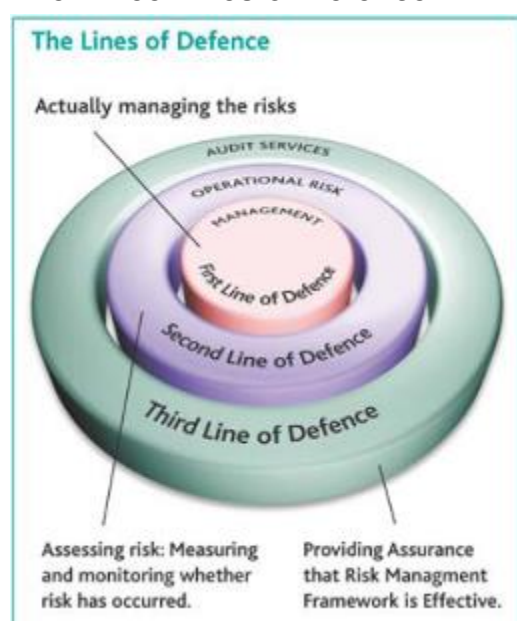 The Lines of Defence
Actually managing the risks
AUDIT SERVICES
OPERATIONAL RISK
MANAGEMENT
First Line of Defence
Second Line of Defence
Third Line of Defence
Assessing risk: Measuring
and monitoring whether
risk has occurred.
Providing Assurance
that Risk Managment
Framework is Effective.